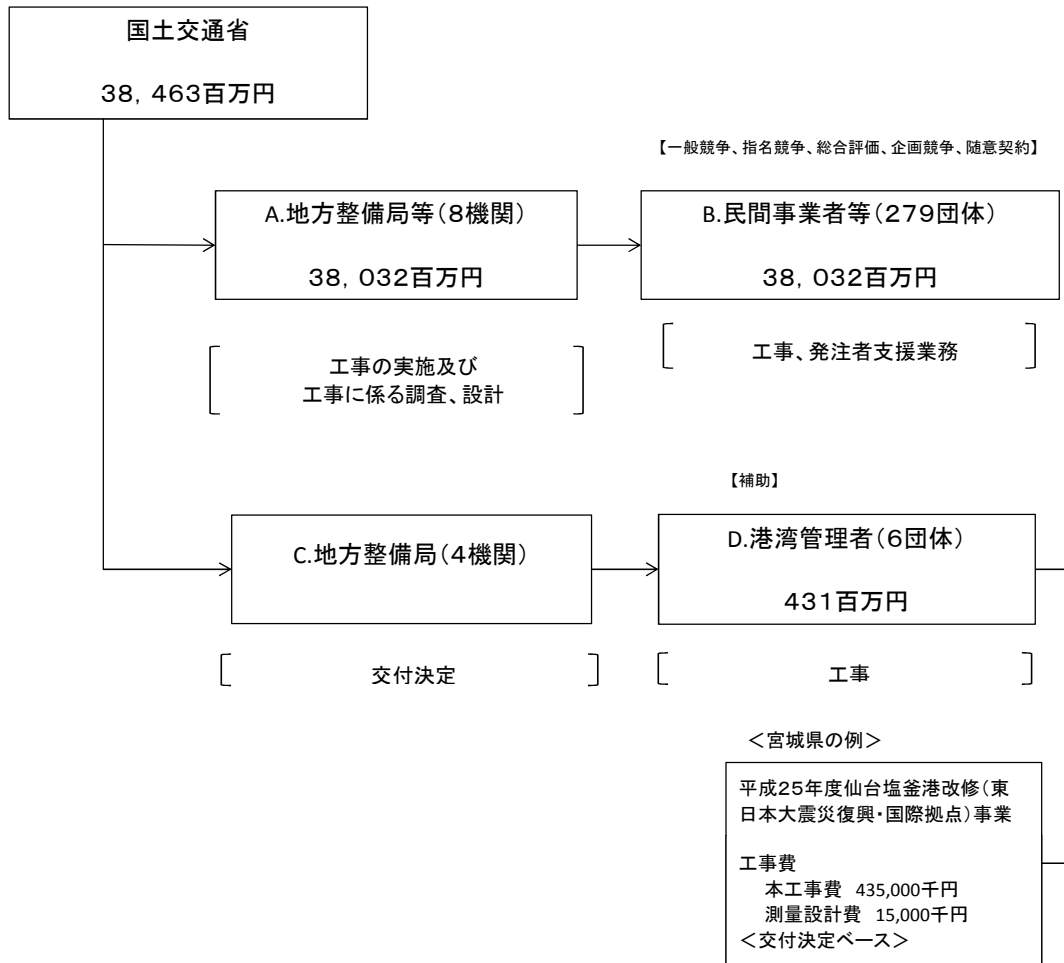 国土交通省
38,463百万円
【一般競争、指名競争、総合評価、企画競争、随意契約】
A.地方整備局等(8機関)
38,032百万円
B.民間事業者等(279団体)
38,032百万円
工事の実施及び
工事に係る調査、設計
工事、発注者支援業務
【補助】
C.地方整備局(4機関)
D.港湾管理者(6団体)
431百万円
交付決定
工事
<宮城県の例>
平成25年度仙台塩釜港改修(東
日本大震災復興・国際拠点)事業
工事費
本工事費 435,000千円
測量設計費 15,000千円
<交付決定ベース>